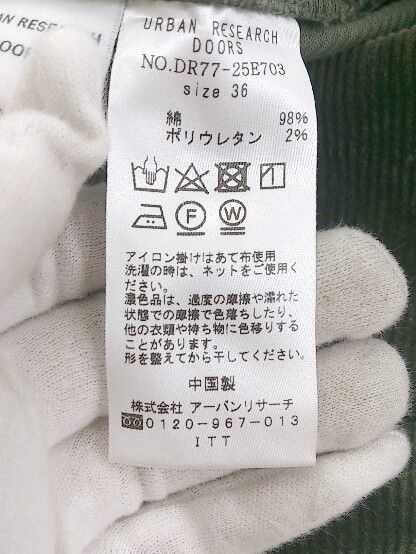 AN RESEARCH
URBAN RESEARCH
DOORS
NO.DR77-25E703
size 36
綿 98%
ポリウレタン 2%
F W
アイロン掛けはあて布使用
洗濯の時は、ネットをご使用く
ださい。
濃色品は、過度の摩擦や濡れた
状態での摩擦で色落ちしたり、
他の衣類や持ち物に色移りする
ことがあります。
形を整えてから干してください。
中国製
株式会社 アーバンリサーチ
0120-967-013
ITT